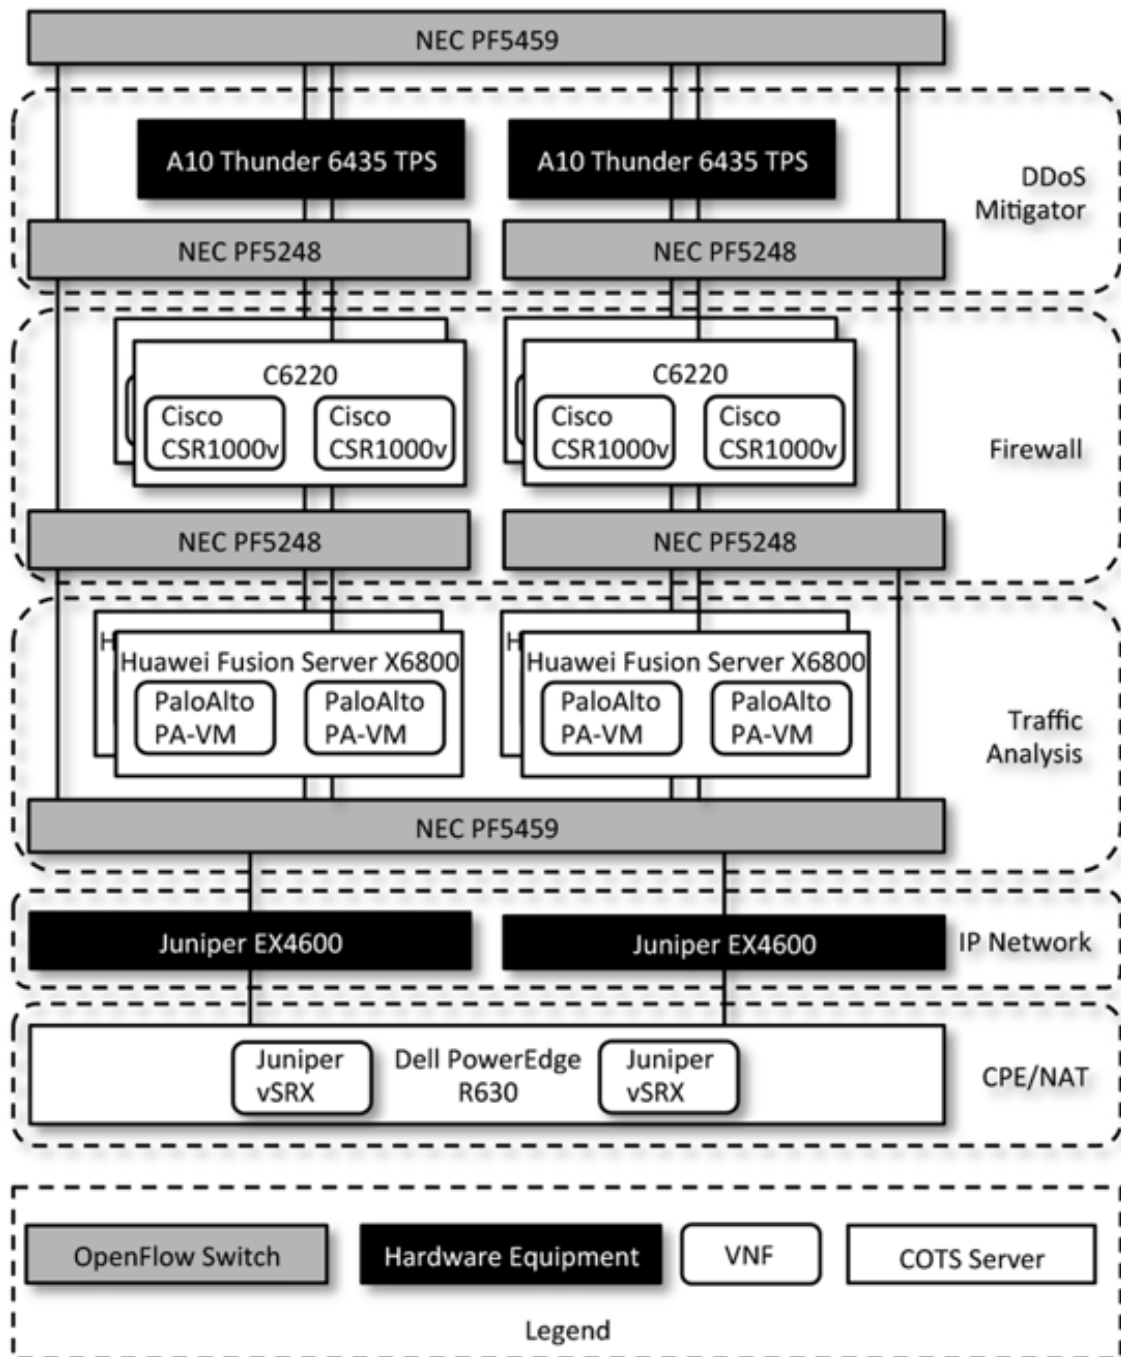 NEC PF5459
A10 Thunder 6435 TPS
A10 Thunder 6435 TPS
DDoS
Mitigator
NEC PF5248
NEC PF5248
C6220
Cisco
CSR1000v
Cisco
CSR1000v
C6220
Cisco
CSR1000v
Cisco
CSR1000v
Firewall
NEC PF5248
NEC PF5248
H
Huawei Fusion Server X6800
PaloAlto
PA-VM
PaloAlto
PA-VM
Huawei Fusion Server X6800
PaloAlto
PA-VM
PaloAlto
PA-VM
Traffic
Analysis
NEC PF5459
Juniper EX4600
Juniper EX4600
IP Network
Juniper
vSRX
Dell PowerEdge
R630
Juniper
vSRX
CPE/NAT
OpenFlow Switch
Hardware Equipment
VNF
COTS Server
Legend